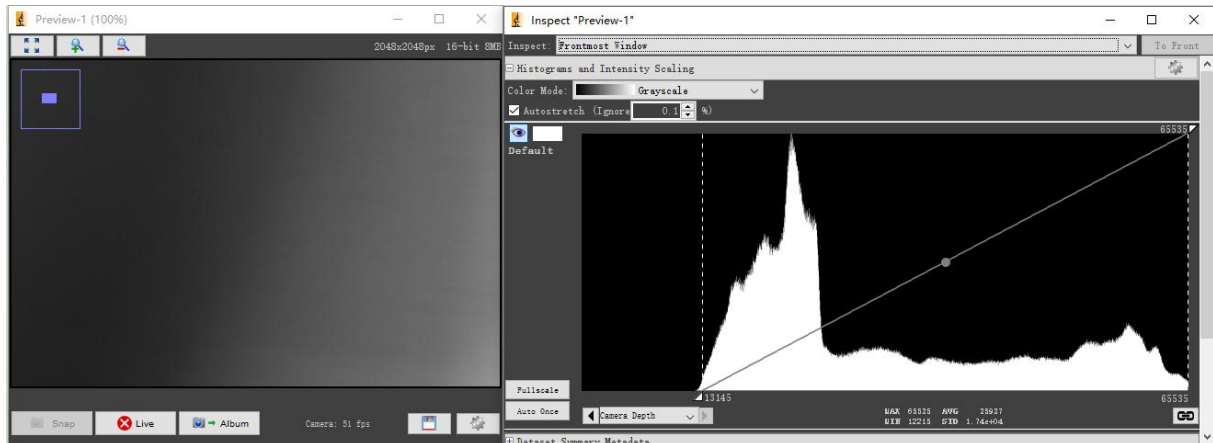 Preview-1 (100%)
2048x2048px 16-bit 8MB
Snap
Live
Album
Camera: 51 fps
Inspect "Preview-1"
Inspect: Frontmost Window
To Front
Histograms and Intensity Scaling
Color Mode: Grayscale
Autostretch (Ignore 0.1 %)
65535
Default
Fullscale
13145
65535
Auto Once
Camera Depth
MAX 65535 AVG 35937
MIN 12215 STD 1.74e+04
Dataset Summary Metadata